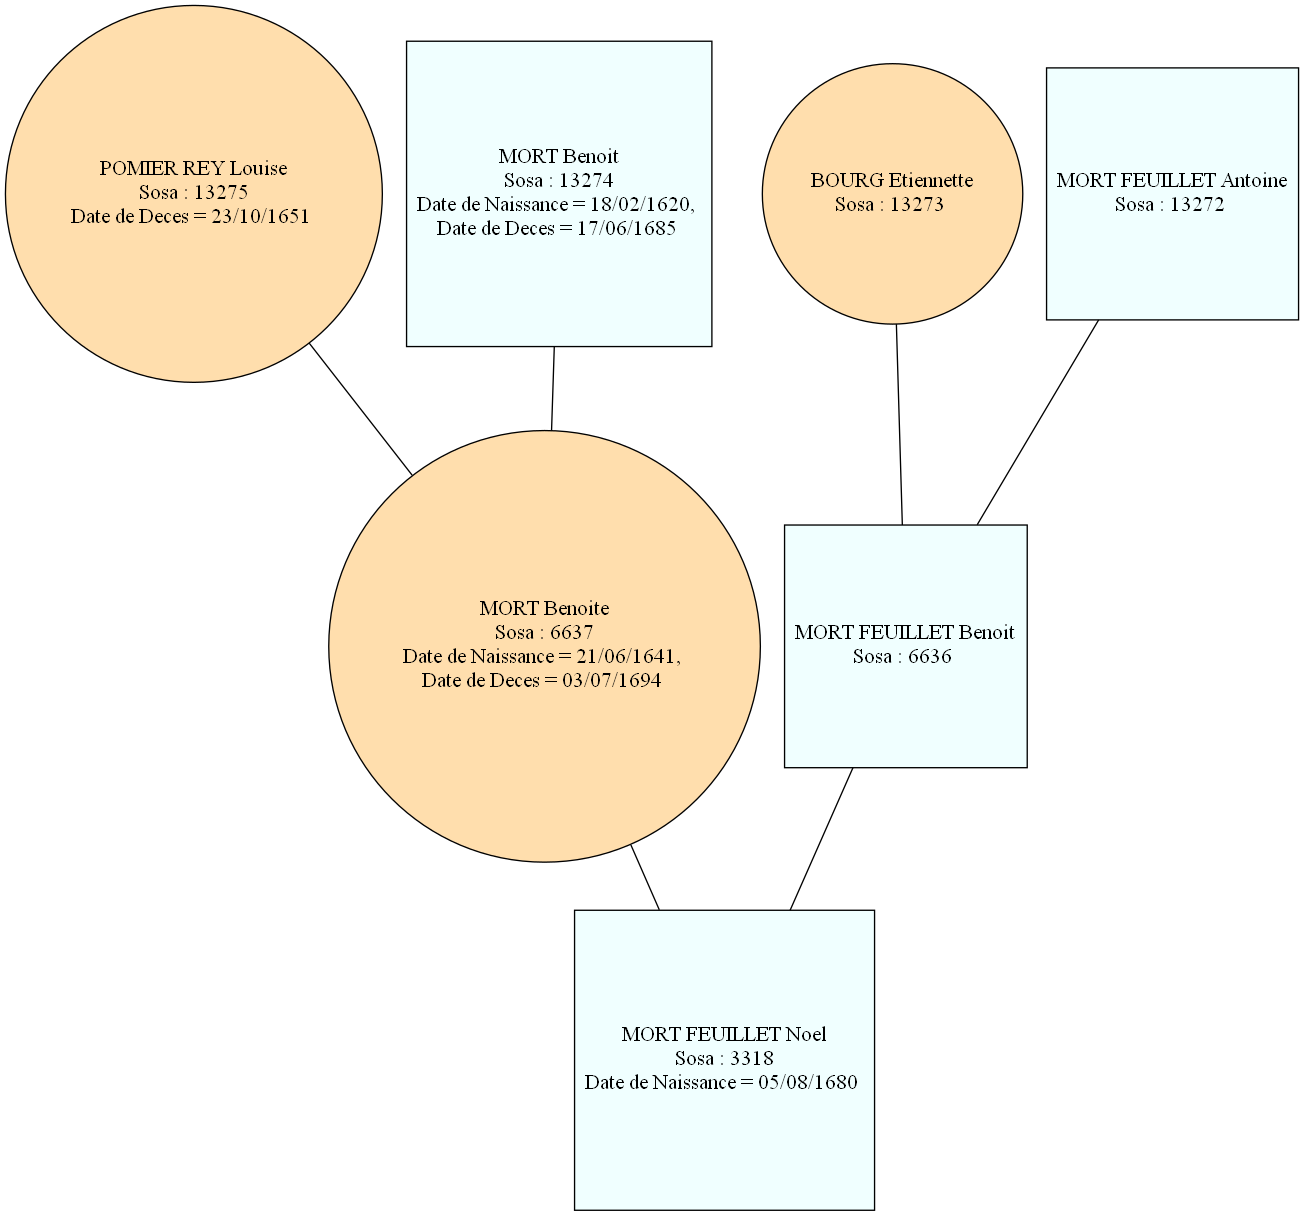 POMIER REY Louise
Sosa : 13275
Date de Deces = 23/10/1651
MORT Benoit
Sosa : 13274
Date de Naissance = 18/02/1620,
Date de Deces = 17/06/1685
BOURG Etiennette
Sosa : 13273
MORT FEUILLET Antoine
Sosa : 13272
MORT Benoite
Sosa : 6637
Date de Naissance = 21/06/1641,
Date de Deces = 03/07/1694
MORT FEUILLET Benoit
Sosa : 6636
MORT FEUILLET Noel
Sosa : 3318
Date de Naissance = 05/08/1680